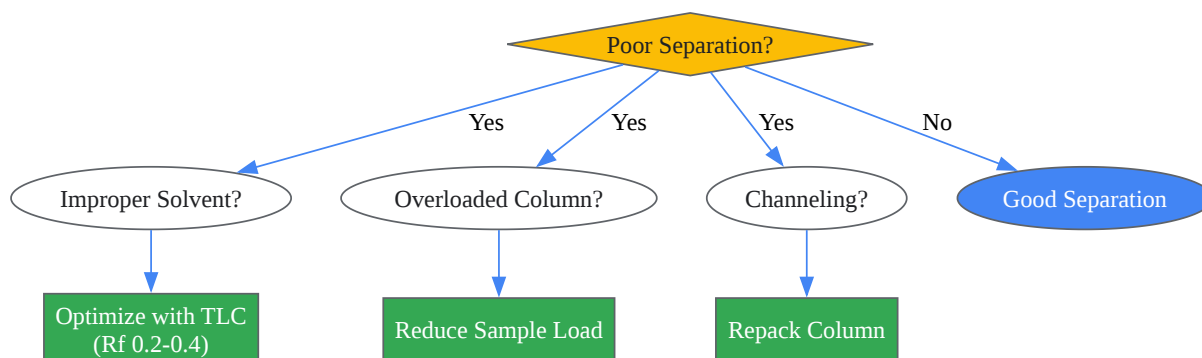 Poor Separation?
Yes
Yes
Yes
No
Improper Solvent?
Overloaded Column?
Channeling?
Good Separation
Optimize with TLC
(Rf 0.2-0.4)
Reduce Sample Load
Repack Column